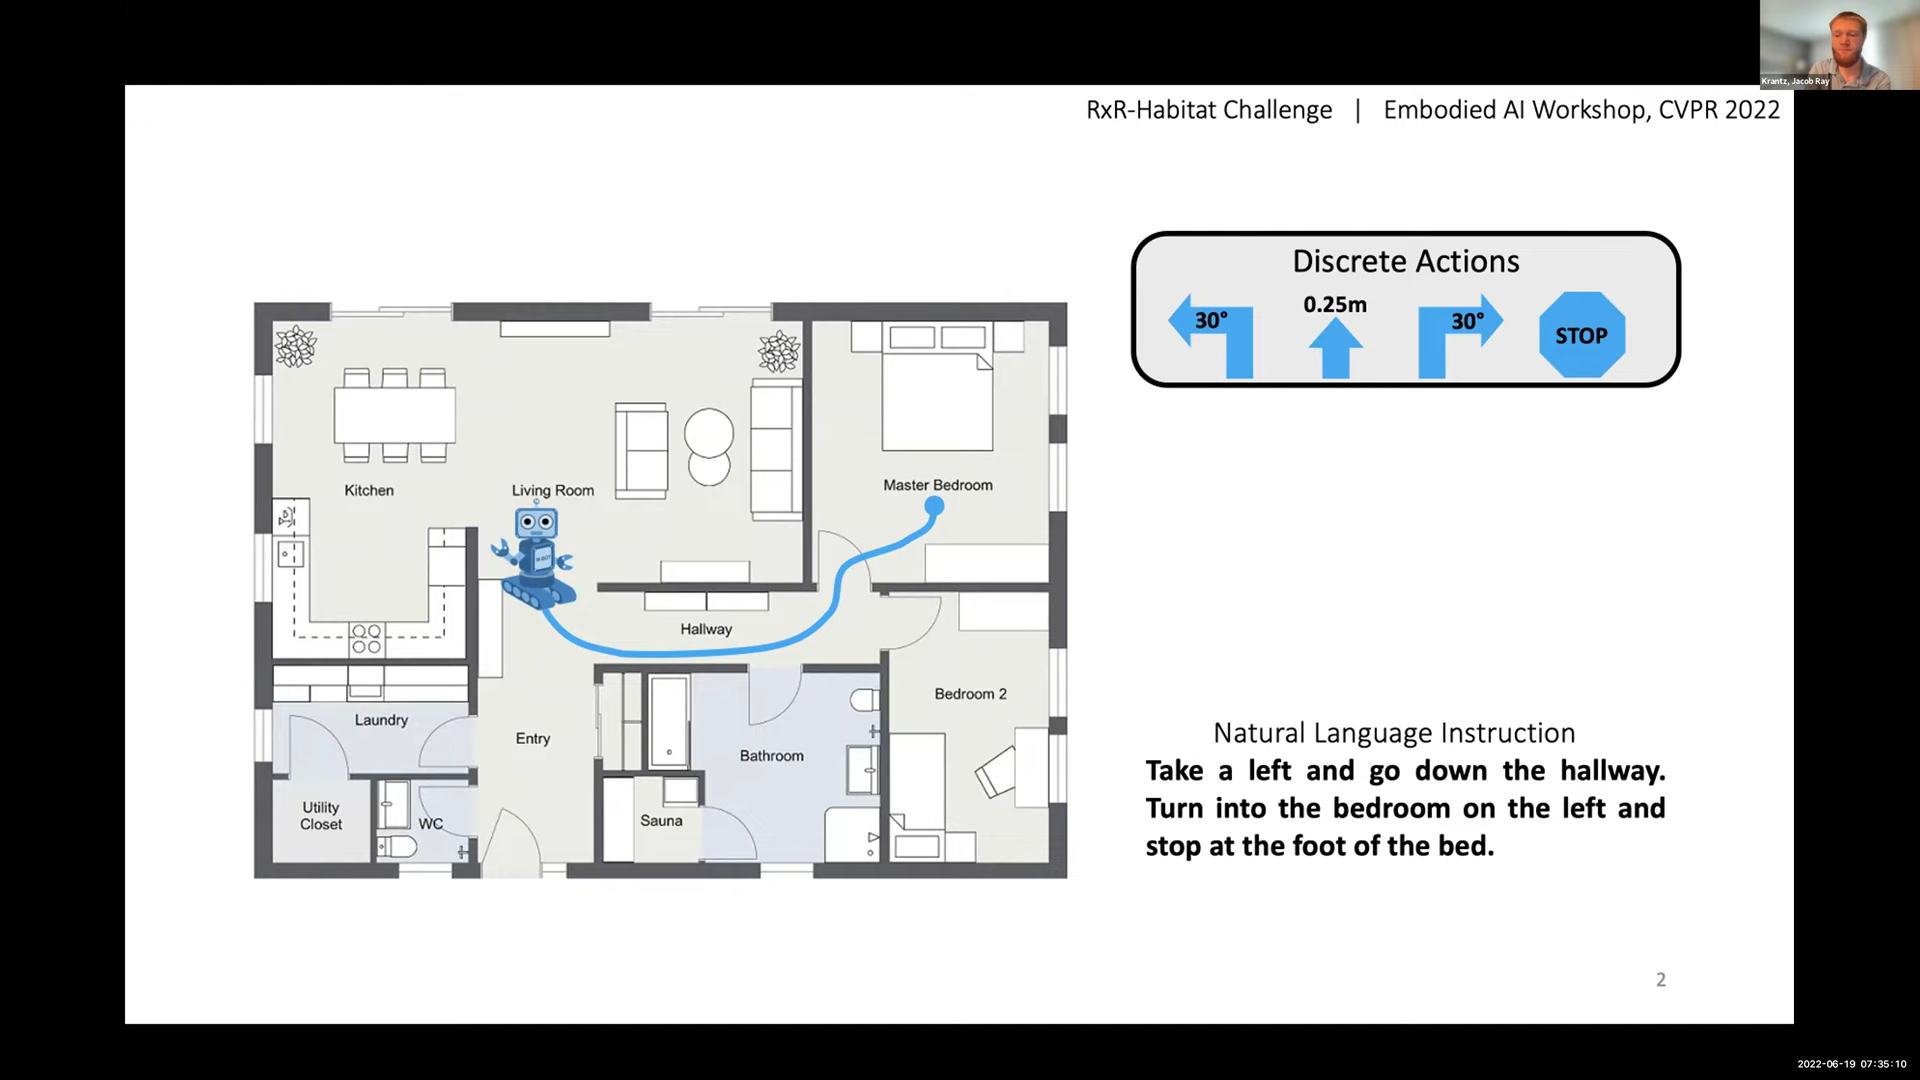 Krantz, Jacob Ray
RxR-Habitat Challenge | Embodied AI Workshop, CVPR 2022
Discrete Actions
30° 0.25m 30° STOP
Kitchen
Living Room
Master Bedroom
Hallway
Laundry
Entry
Bathroom
Bedroom 2
Utility
Closet
WC
Sauna
Natural Language Instruction
Take a left and go down the hallway.
Turn into the bedroom on the left and
stop at the foot of the bed.
2
2022-06-19 07:35:10